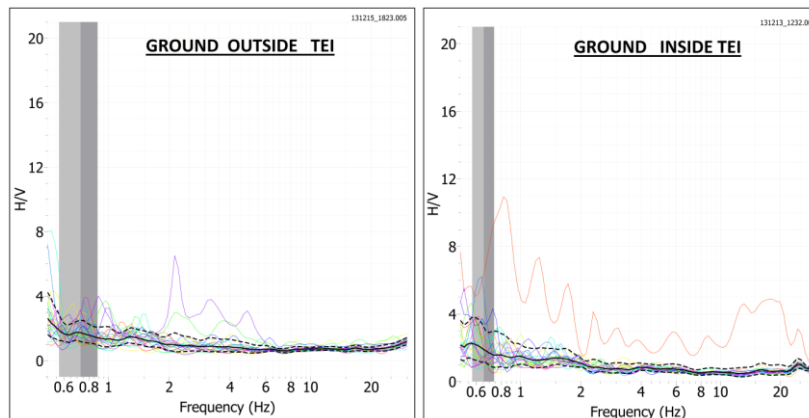 131215_1823.005
GROUND OUTSIDE TEI
20
16
12
8
4
0
H/V
0.6 0.8 1 2 4 6 8 10 20
Frequency (Hz)
131213_1232.00
GROUND INSIDE TEI
20
16
12
8
4
0
H/V
0.6 0.8 1 2 4 6 8 10 20
Frequency (Hz)